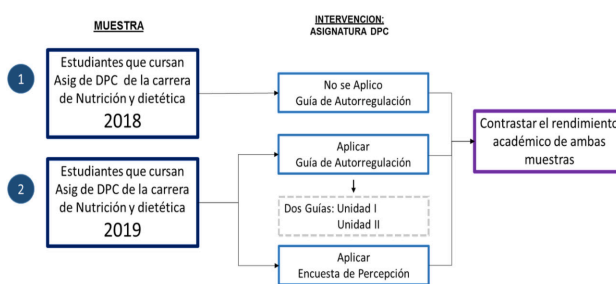 MUESTRA
INTERVENCION:
ASIGNATURA DPC
1
Estudiantes que cursan
Asig de DPC de la carrera
de Nutrición y dietética
2018
No se Aplico
Guía de Autorregulación
2
Estudiantes que cursan
Asig de DPC de la carrera
de Nutrición y dietética
2019
Aplicar
Guía de Autorregulación
Dos Guías: Unidad I
Unidad II
Aplicar
Encuesta de Percepción
Contrastar el rendimiento
académico de ambas
muestras